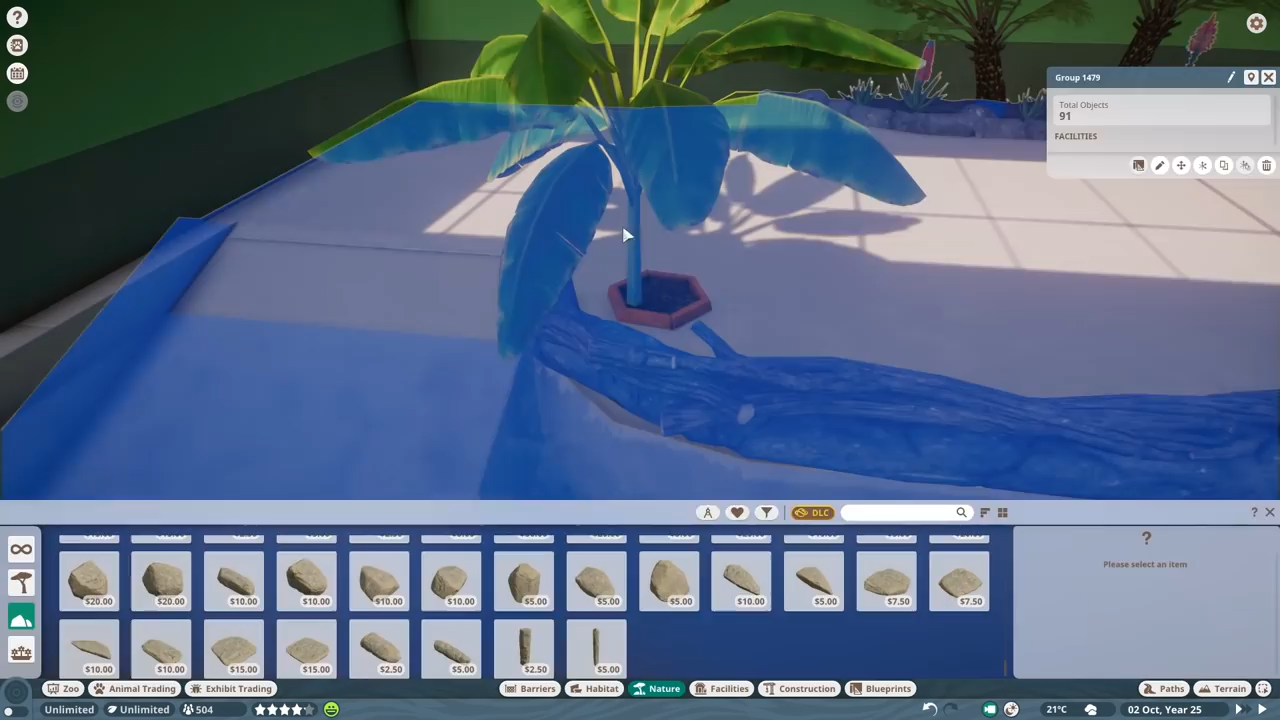 Group 1479
Total Objects
91
FACILITIES
DLC
Please select an item
$20.00 $20.00 $10.00 $10.00 $10.00 $10.00 $5.00 $5.00 $5.00 $10.00 $5.00 $7.50 $7.50
$10.00 $10.00 $15.00 $15.00 $2.50 $5.00 $2.50 $5.00
Zoo Animal Trading Exhibit Trading Barriers Habitat Nature Facilities Construction Blueprints Paths Terrain
Unlimited Unlimited 504 21°C 02 Oct, Year 25